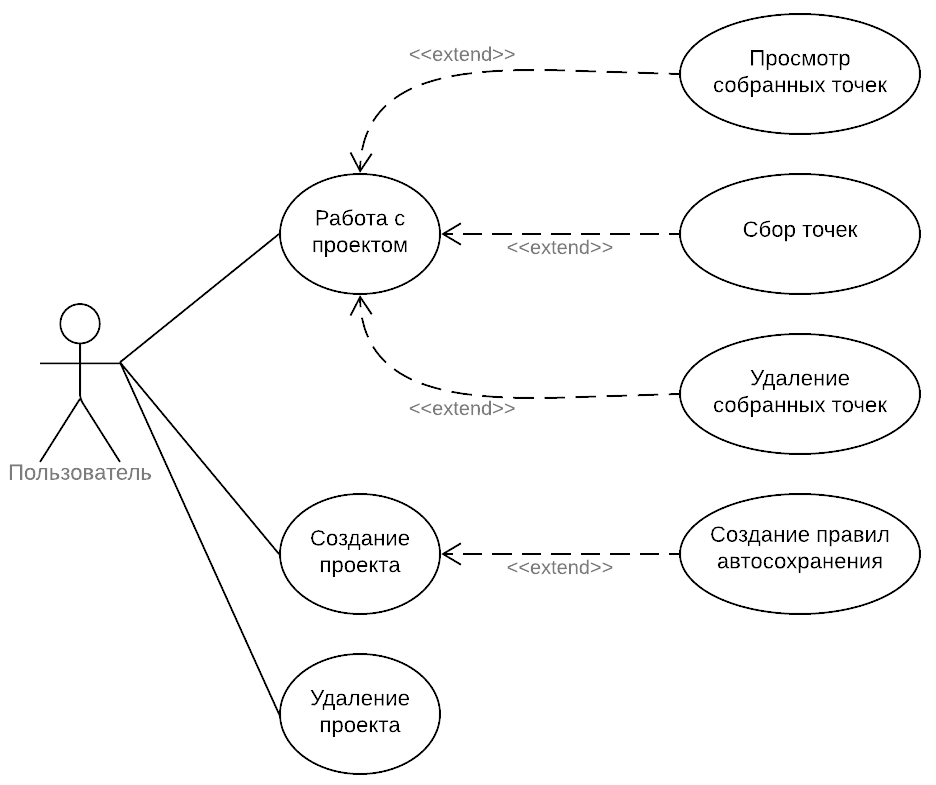 <<extend>>
Просмотр
собранных точек
Работа с
проектом
<<extend>>
Сбор точек
<<extend>>
Удаление
собранных точек
Пользователь
Создание
проекта
<<extend>>
Создание правил
автосохранения
Удаление
проекта